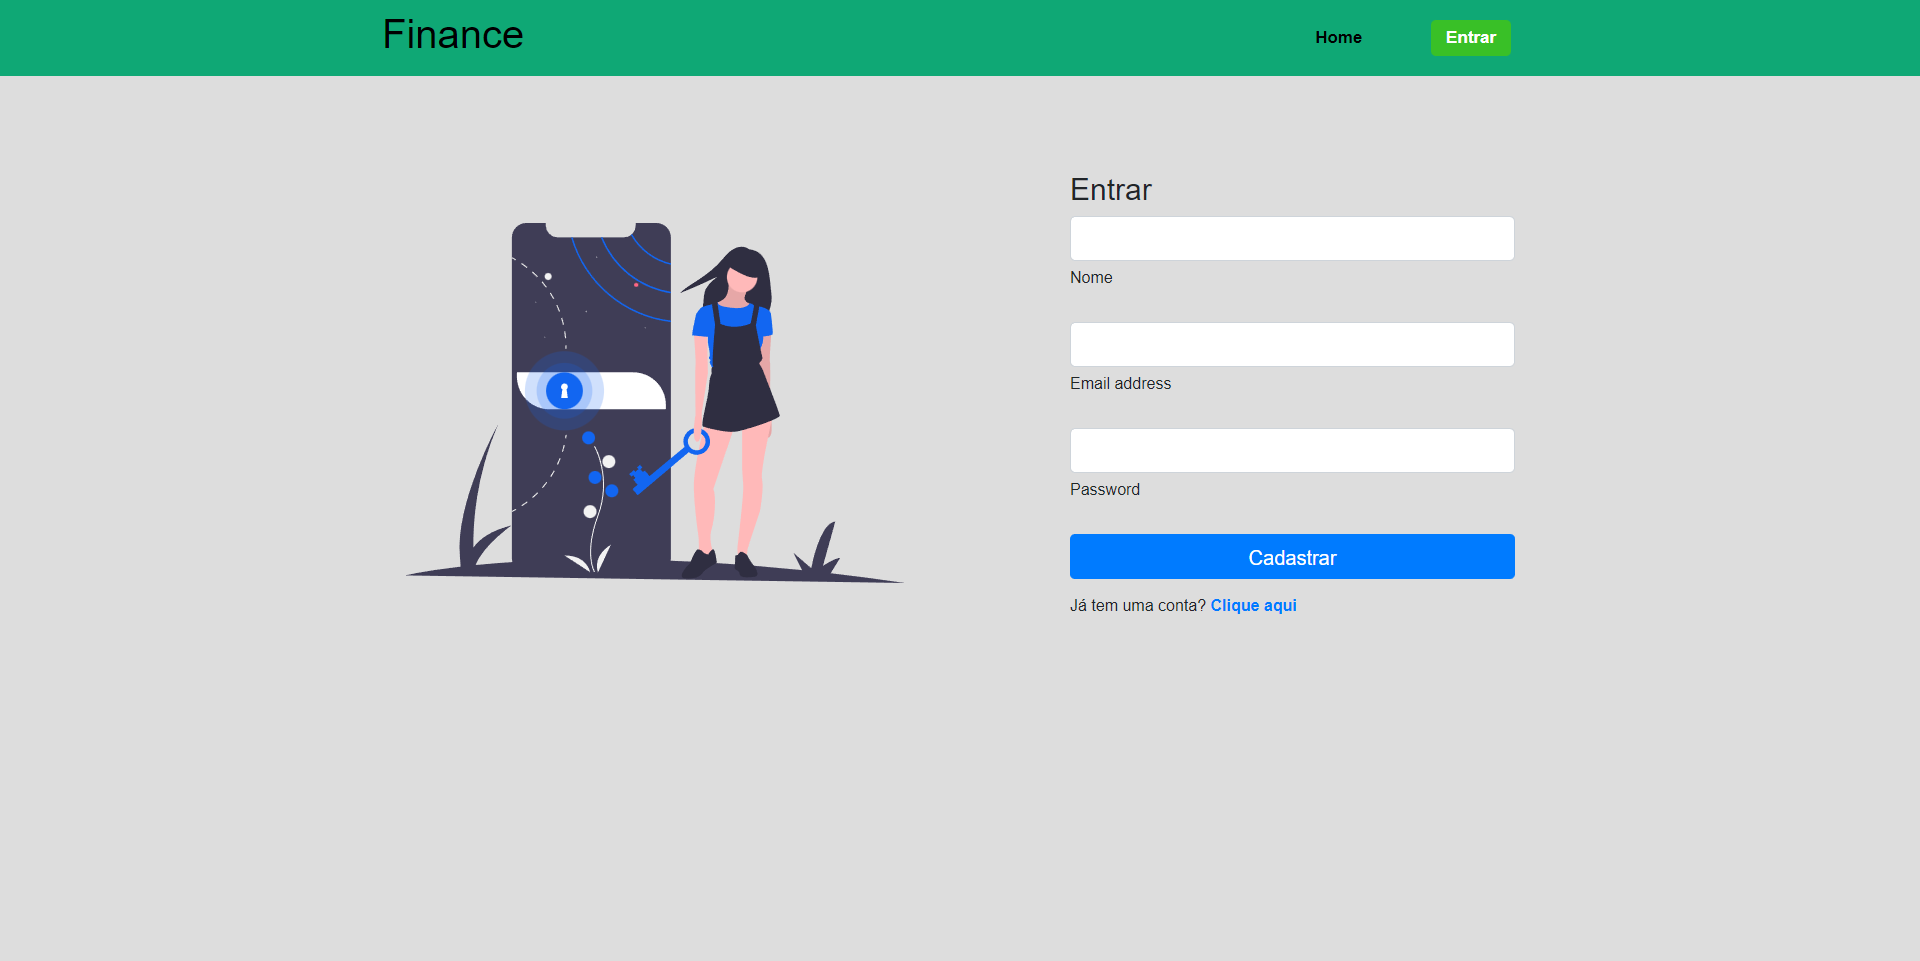 Finance
Home
Entrar
Entrar
Nome
Email address
Password
Cadastrar
Já tem uma conta? Clique aqui